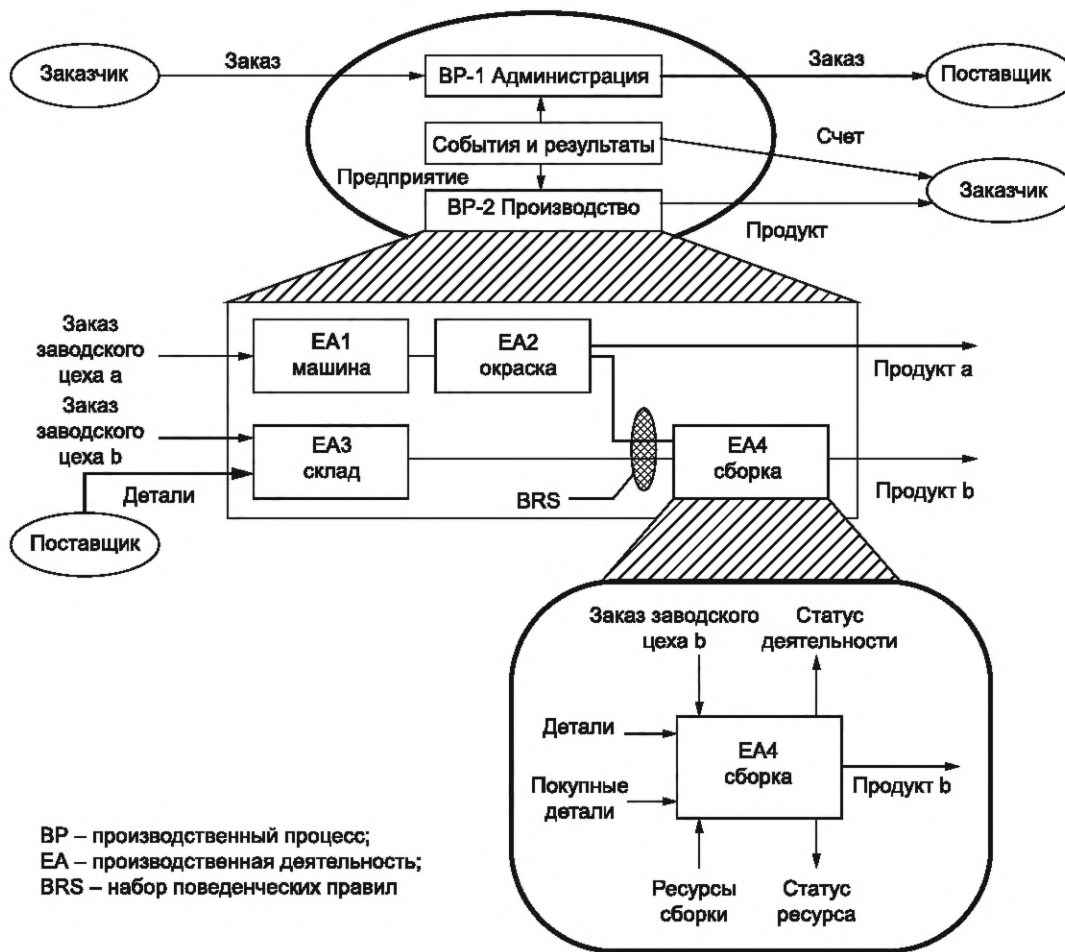 Заказчик
Заказ
ВР-1 Администрация
Заказ
Поставщик
События и результаты
Счет
Предприятие
Заказчик
ВР-2 Производство
Продукт
Заказ
заводского
цеха a
ЕА1
машина
ЕА2
окраска
Продукт a
Заказ
заводского
цеха b
ЕА3
склад
ЕА4
сборка
Детали
BRS
Продукт b
Поставщик
Заказ заводского
цеха b
Статус
деятельности
Детали
ЕА4
сборка
Покупные
детали
Продукт b
Ресурсы
сборки
Статус
ресурса
ВР – производственный процесс;
ЕА – производственная деятельность;
BRS – набор поведенческих правил